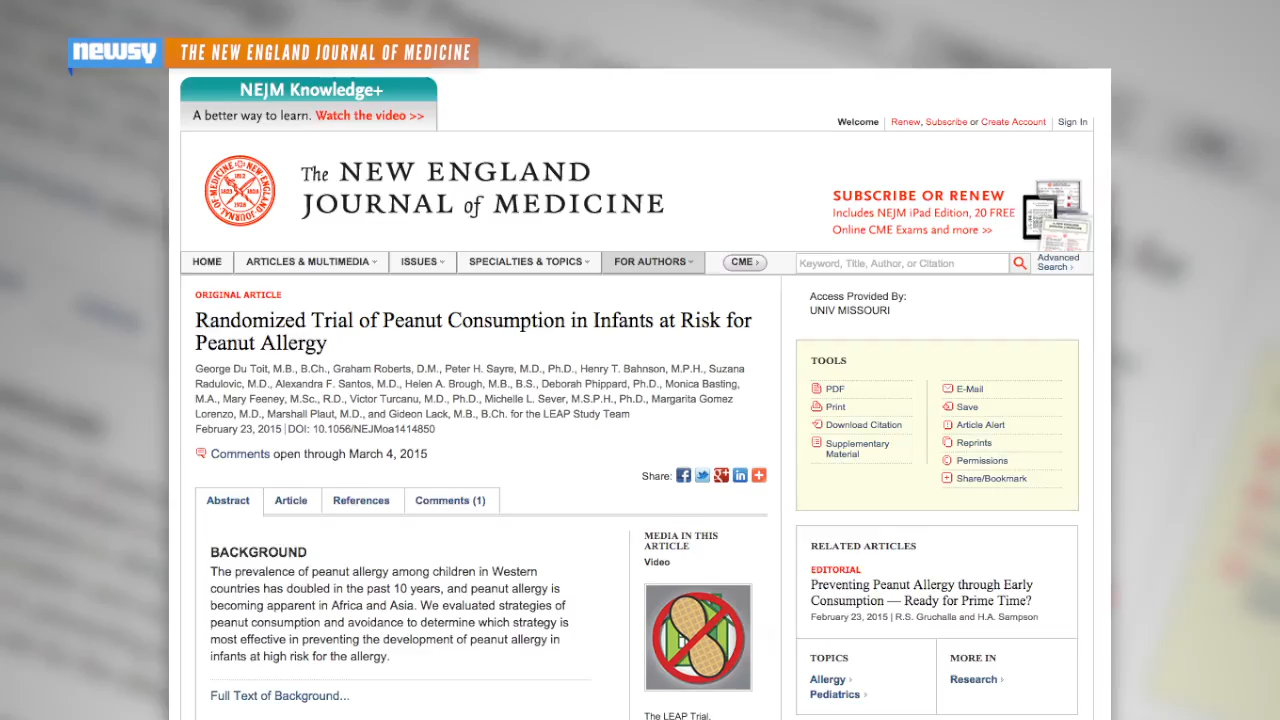 newsy THE NEW ENGLAND JOURNAL OF MEDICINE
NEJM Knowledge+
A better way to learn. Watch the video >>
Welcome Renew, Subscribe or Create Account Sign In
The NEW ENGLAND
JOURNAL of MEDICINE
SUBSCRIBE OR RENEW
Includes NEJM iPad Edition, 20 FREE
Online CME Exams and more >>
HOME ARTICLES & MULTIMEDIA ISSUES SPECIALTIES & TOPICS FOR AUTHORS CME › Keyword, Title, Author, or Citation Advanced
Search ›
ORIGINAL ARTICLE
Randomized Trial of Peanut Consumption in Infants at Risk for
Peanut Allergy
George Du Toit, M.B., B.Ch., Graham Roberts, D.M., Peter H. Sayre, M.D., Ph.D., Henry T. Bahnson, M.P.H., Suzana
Radulovic, M.D., Alexandra F. Santos, M.D., Helen A. Brough, M.B., B.S., Deborah Phippard, Ph.D., Monica Basting,
M.A., Mary Feeney, M.Sc., R.D., Victor Turcanu, M.D., Ph.D., Michelle L. Sever, M.S.P.H., Ph.D., Margarita Gomez
Lorenzo, M.D., Marshall Plaut, M.D., and Gideon Lack, M.B., B.Ch. for the LEAP Study Team
February 23, 2015 | DOI: 10.1056/NEJMoa1414850
Comments open through March 4, 2015
Share:
Abstract Article References Comments (1)
BACKGROUND
The prevalence of peanut allergy among children in Western
countries has doubled in the past 10 years, and peanut allergy is
becoming apparent in Africa and Asia. We evaluated strategies of
peanut consumption and avoidance to determine which strategy is
most effective in preventing the development of peanut allergy in
infants at high risk for the allergy.
Full Text of Background...
MEDIA IN THIS
ARTICLE
Video
The LEAP Trial.
Access Provided By:
UNIV MISSOURI
TOOLS
PDF
Print
Download Citation
Supplementary
Material
E-Mail
Save
Article Alert
Reprints
Permissions
Share/Bookmark
RELATED ARTICLES
EDITORIAL
Preventing Peanut Allergy through Early
Consumption — Ready for Prime Time?
February 23, 2015 | R.S. Gruchalla and H.A. Sampson
TOPICS
Allergy ›
Pediatrics ›
MORE IN
Research ›